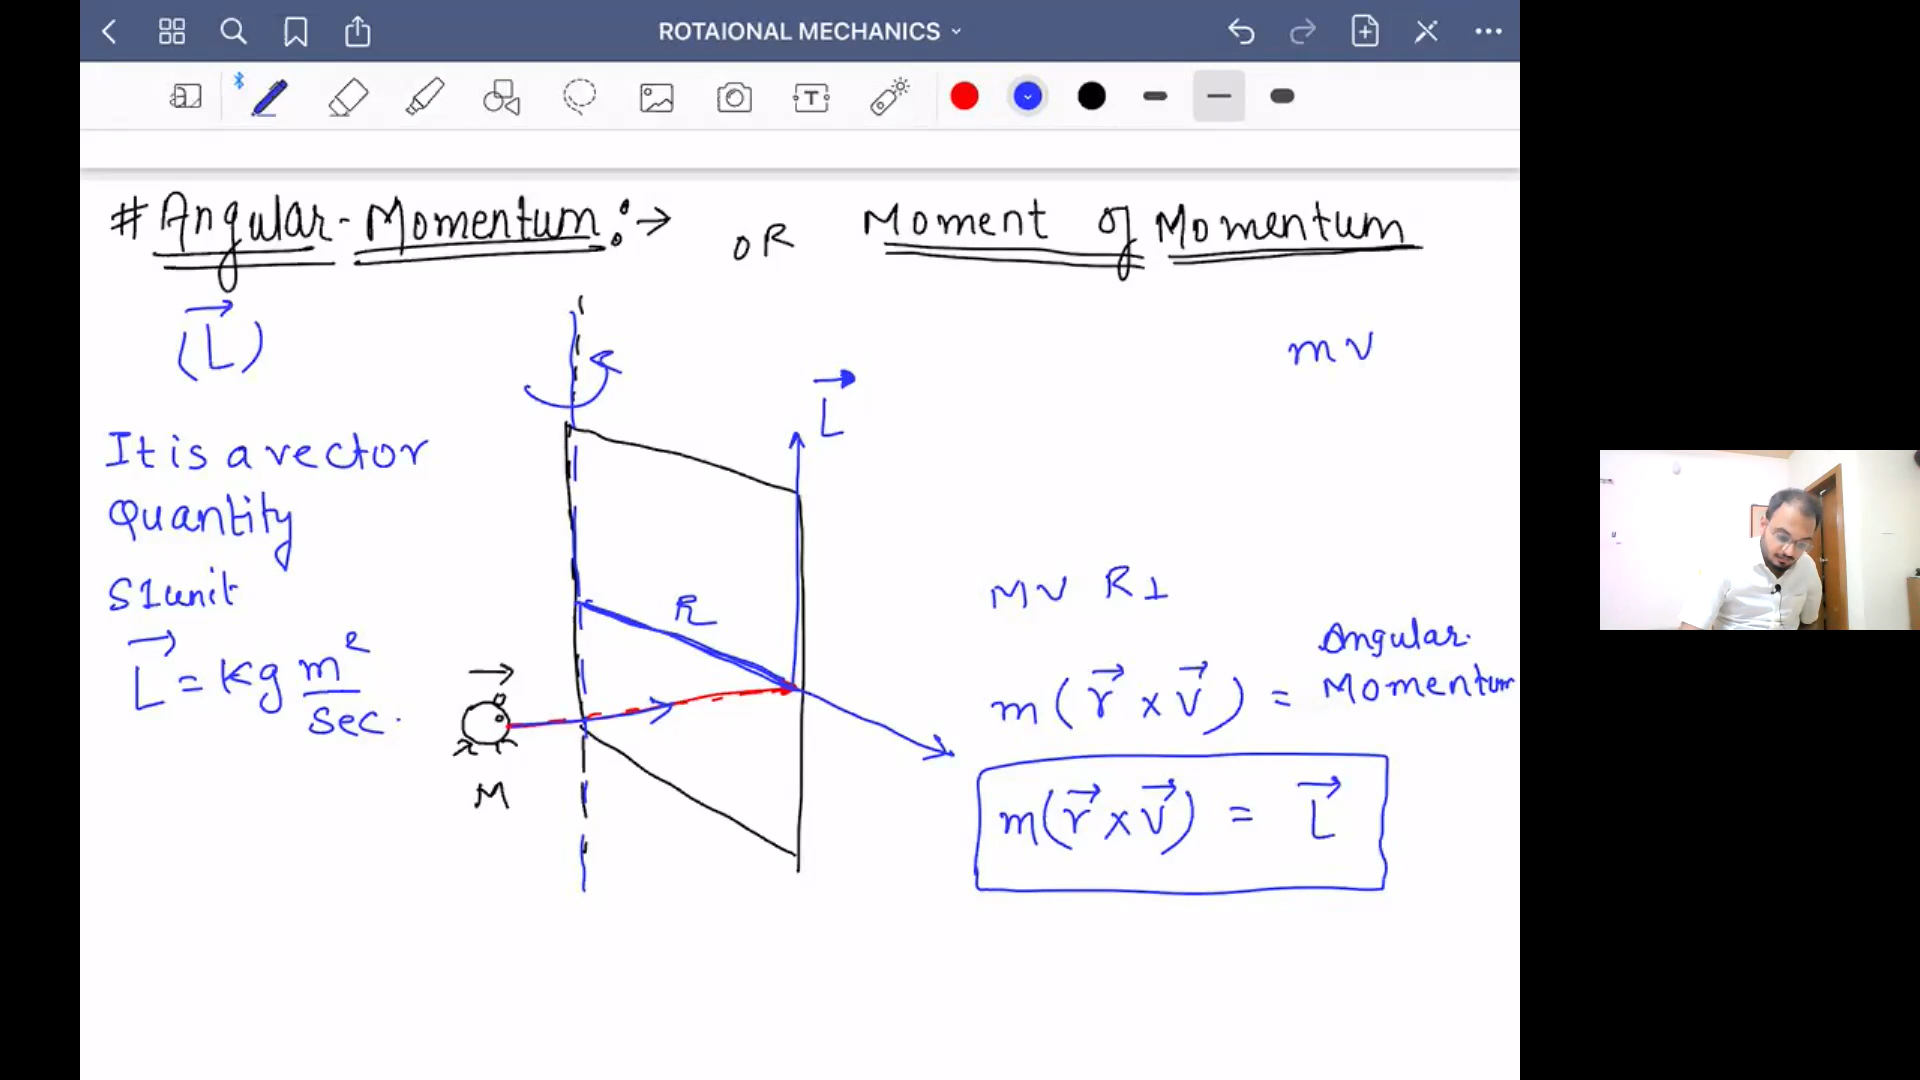 ROTAIONAL MECHANICS
# Angular-Momentum :→ OR Moment of Momentum
(L⃗)
mv
L⃗
It is a vector
Quantity
SI unit
L⃗ = kg m²/sec.
R
M
MV R⊥
m(r⃗ × v⃗) = Angular Momentum
m(r⃗ × v⃗) = L⃗